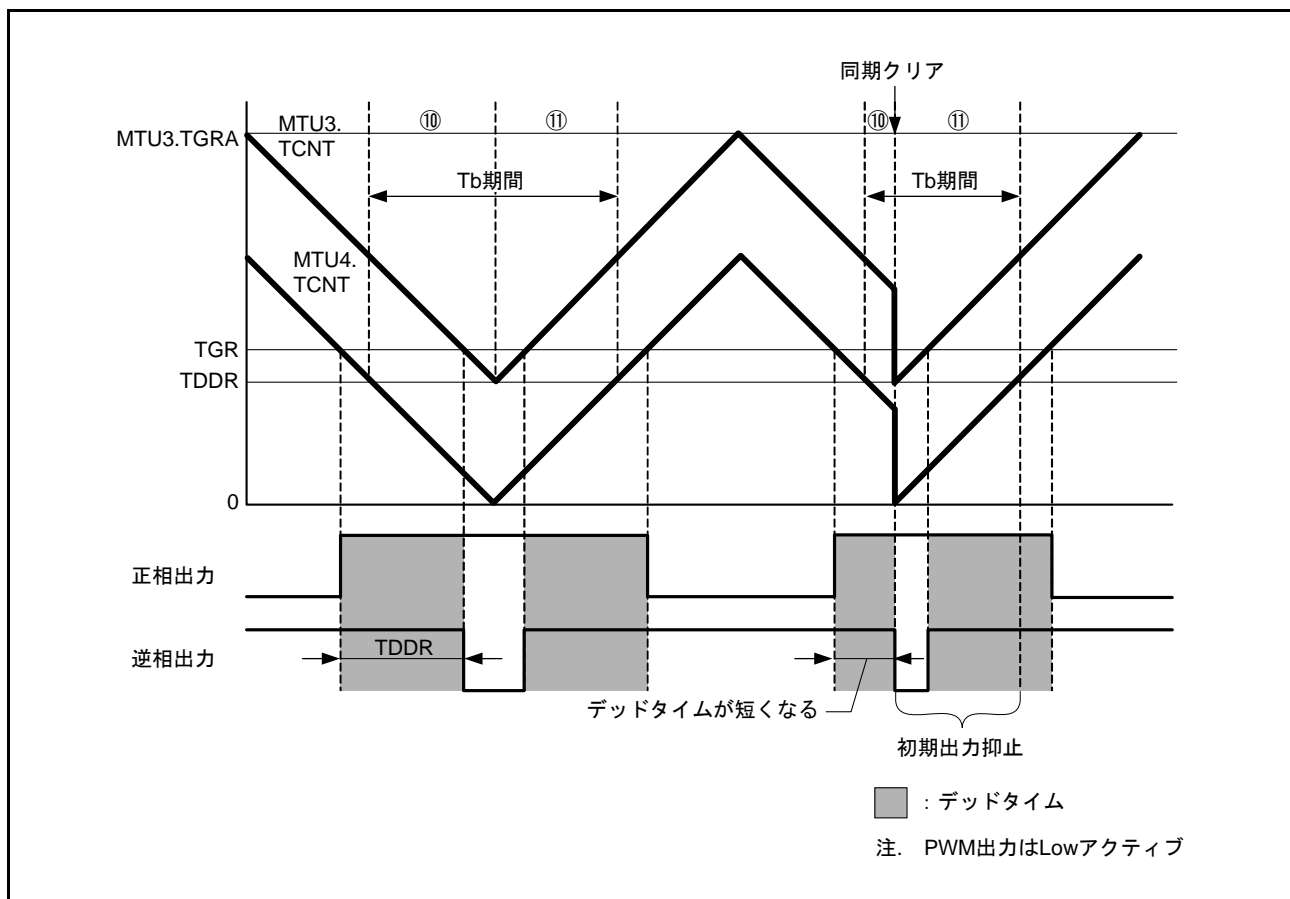 同期クリア
⑩
⑪
⑩
⑪
MTU3.TGRA
MTU3.
TCNT
Tb期間
Tb期間
MTU4.
TCNT
TGR
TDDR
0
正相出力
逆相出力
TDDR
デッドタイムが短くなる
初期出力抑止
：デッドタイム
注. PWM出力はLowアクティブ